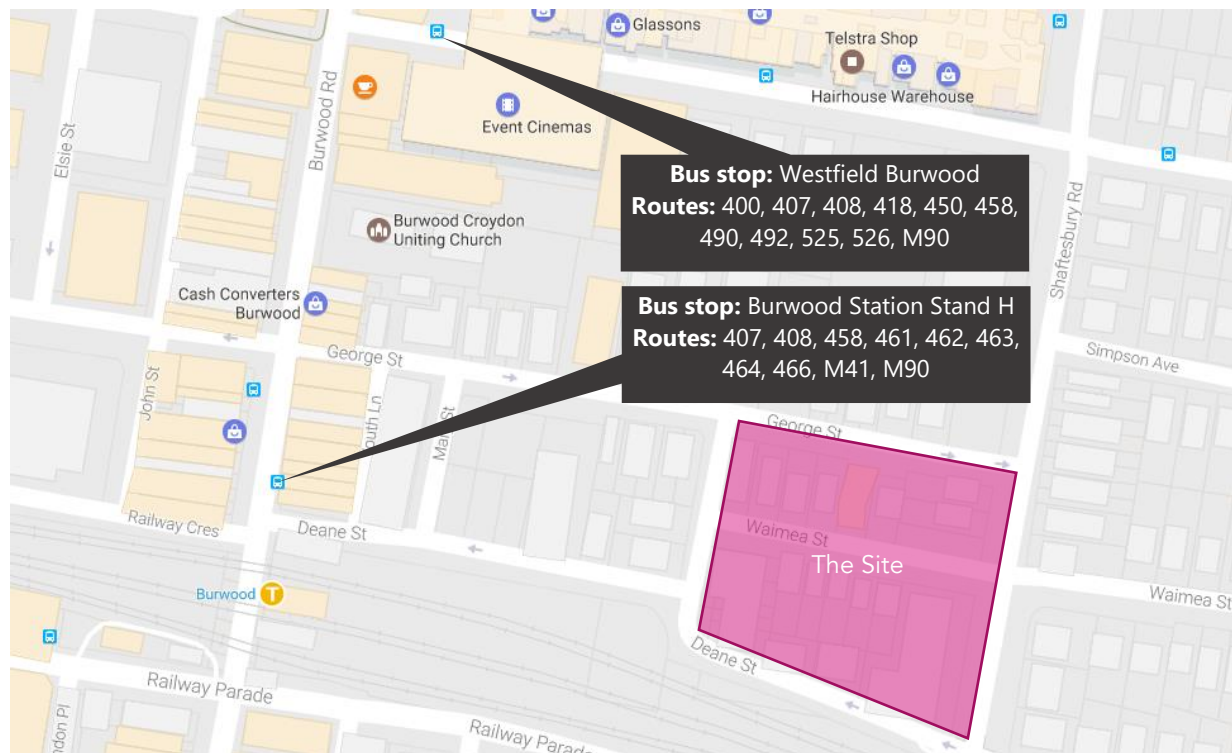 Glassons
Telstra Shop
Hairhouse Warehouse
Event Cinemas
Burwood Rd
Elsie St
Bus stop: Westfield Burwood
Routes: 400, 407, 408, 418, 450, 458,
490, 492, 525, 526, M90
Burwood Croydon
Uniting Church
Shaftesbury Rd
Cash Converters
Burwood
Bus stop: Burwood Station Stand H
Routes: 407, 408, 458, 461, 462, 463,
464, 466, M41, M90
George St
Simpson Ave
John St
George St
Railway Cres
Deane St
Waimea St
The Site
Burwood
T
Waimea St
Deane St
Railway Parade
Railway Parade